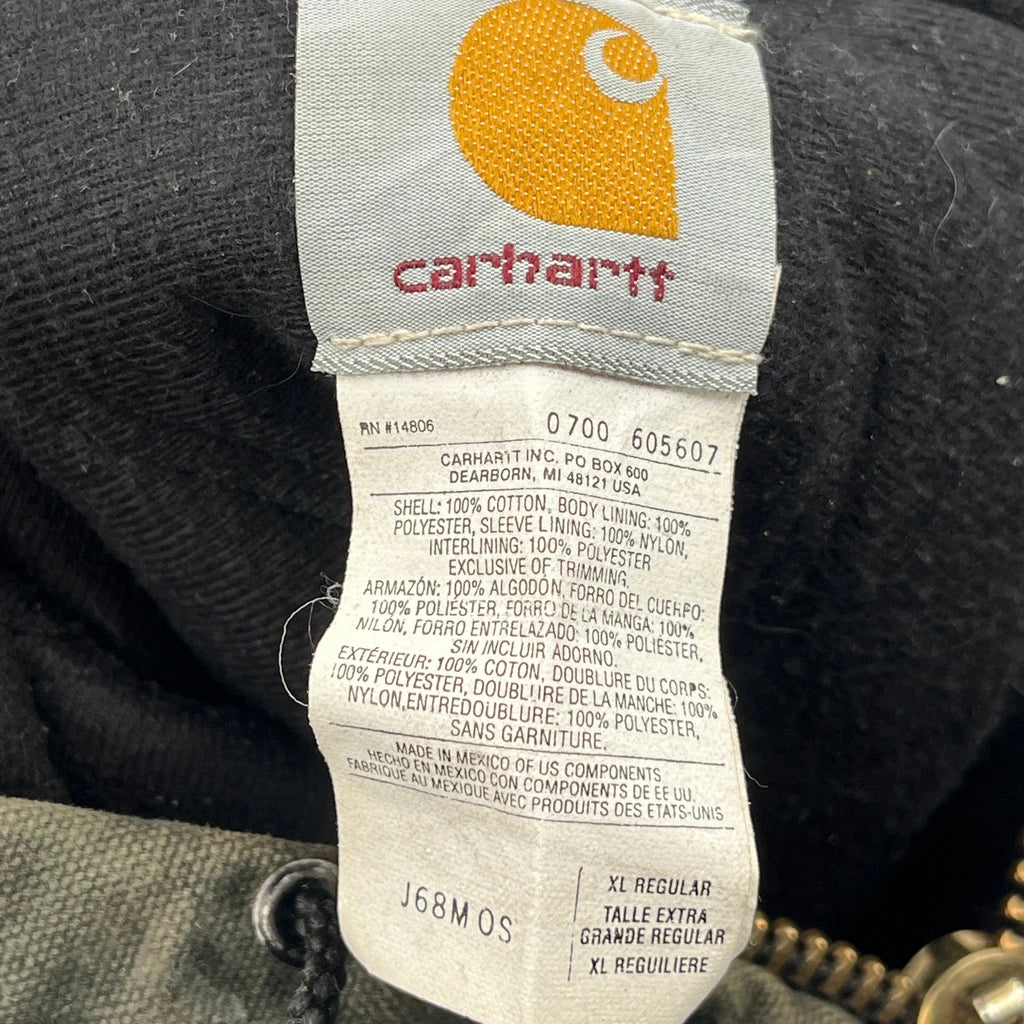 carhartt
RN #14806
0700 605607
CARHARTT INC, PO BOX 600
DEARBORN, MI 48121 USA
SHELL: 100% COTTON, BODY LINING: 100%
POLYESTER, SLEEVE LINING: 100% NYLON,
INTERLINING: 100% POLYESTER
EXCLUSIVE OF TRIMMING.
ARMAZÓN: 100% ALGODÓN, FORRO DEL CUERPO:
100% POLIESTER, FORRO DE LA MANGA: 100%
NILÓN, FORRO ENTRELAZADO: 100% POLIÉSTER,
SIN INCLUIR ADORNO.
EXTÉRIEUR: 100% COTON, DOUBLURE DU CORPS:
100% POLYESTER, DOUBLURE DE LA MANCHE: 100%
NYLON,ENTREDOUBLURE: 100% POLYESTER,
SANS GARNITURE.
MADE IN MEXICO OF US COMPONENTS
HECHO EN MEXICO CON COMPONENTS DE EE UU.
FABRIQUE AU MEXIQUE AVEC PRODUITS DES ETATS-UNIS
J68M OS
XL REGULAR
TALLE EXTRA
GRANDE REGULAR
XL REGUILIERE